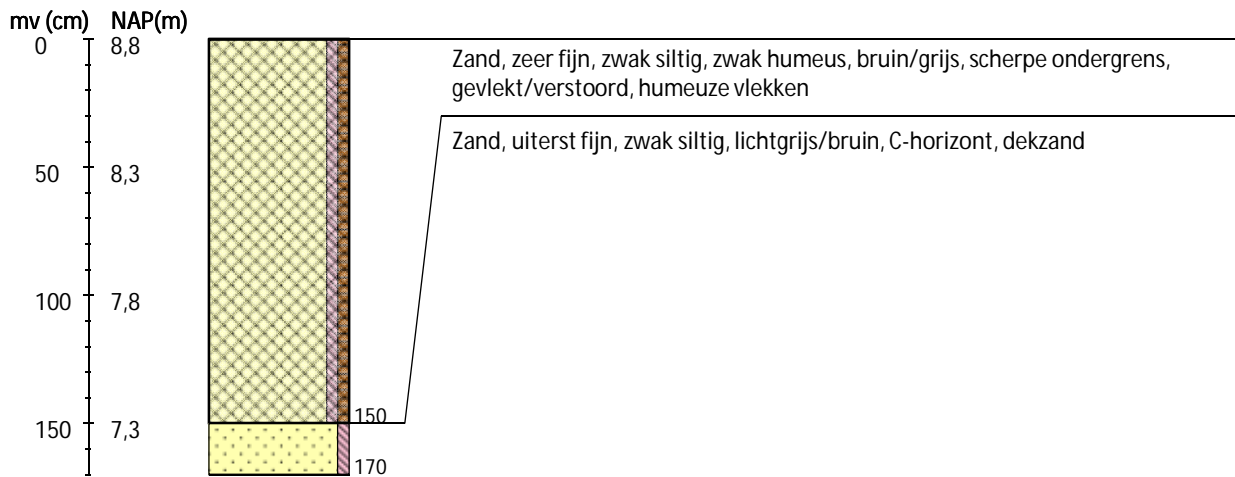 mv (cm) NAP(m)
0 8,8
Zand, zeer fijn, zwak siltig, zwak humeus, bruin/grijs, scherpe ondergrens,
gevlekt/verstoord, humeuze vlekken
Zand, uiterst fijn, zwak siltig, lichtgrijs/bruin, C-horizont, dekzand
50 8,3
100 7,8
150
150 7,3
170